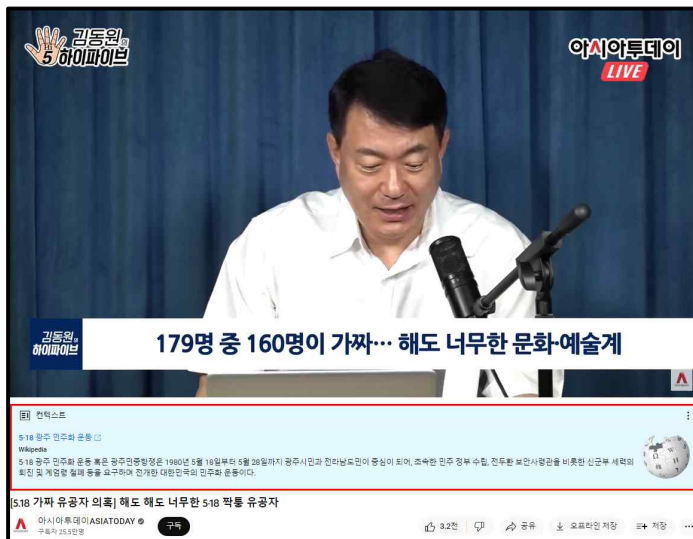 김동원의
5 하이파이브
아시아투데이
LIVE
김동원의
하이파이브
179명 중 160명이 가짜… 해도 너무한 문화·예술계
컨텍스트
5·18 광주 민주화 운동
Wikipedia
5·18 광주 민주화 운동 혹은 광주민중항쟁은 1980년 5월 18일부터 5월 28일까지 광주시민과 전라남도민이 중심이 되어, 조속한 민주 정부 수립, 전두환 보안사령관을 비롯한 신군부 세력의
퇴진 및 계엄령 철폐 등을 요구하며 전개한 대한민국의 민주화 운동이다.
[5.18 가짜 유공자 의혹] 해도 해도 너무한 5·18 짝퉁 유공자
아시아투데이ASIATODAY
구독자 25.5만명
구독
3.2천
공유
오프라인 저장
저장